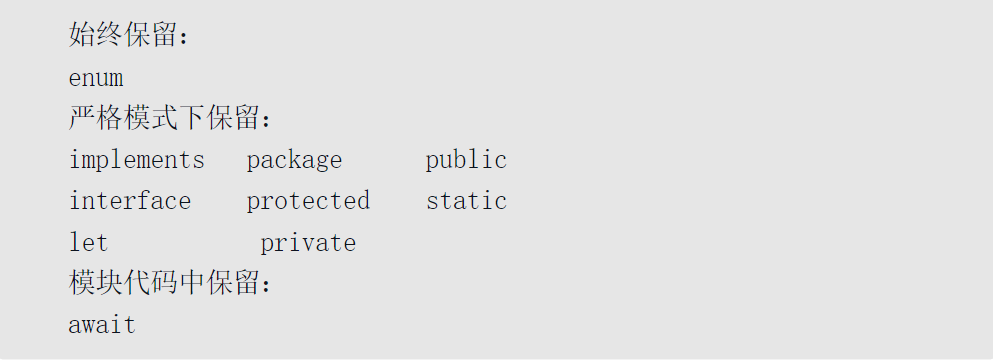 始终保留：
enum
严格模式下保留：
implements package public
interface protected static
let private
模块代码中保留：
await